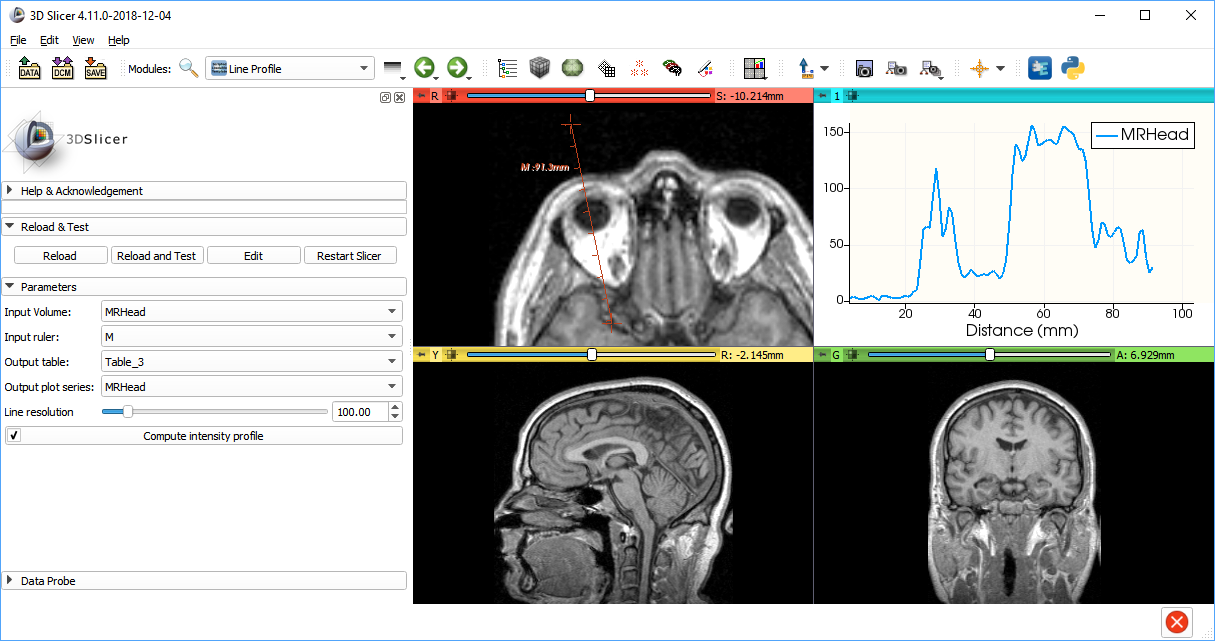 3D Slicer 4.11.0-2018-12-04
File Edit View Help
DATA DCM SAVE Modules: Line Profile
3DSlicer
Help & Acknowledgement
Reload & Test
Reload Reload and Test Edit Restart Slicer
Parameters
Input Volume: MRHead
Input ruler: M
Output table: Table_3
Output plot series: MRHead
Line resolution 100.00
Compute intensity profile
Data Probe
R S: -10.214mm
M :91.3mm
1
MRHead
150
100
50
0
20 40 60 80 100
Distance (mm)
Y R: -2.145mm
G A: 6.929mm